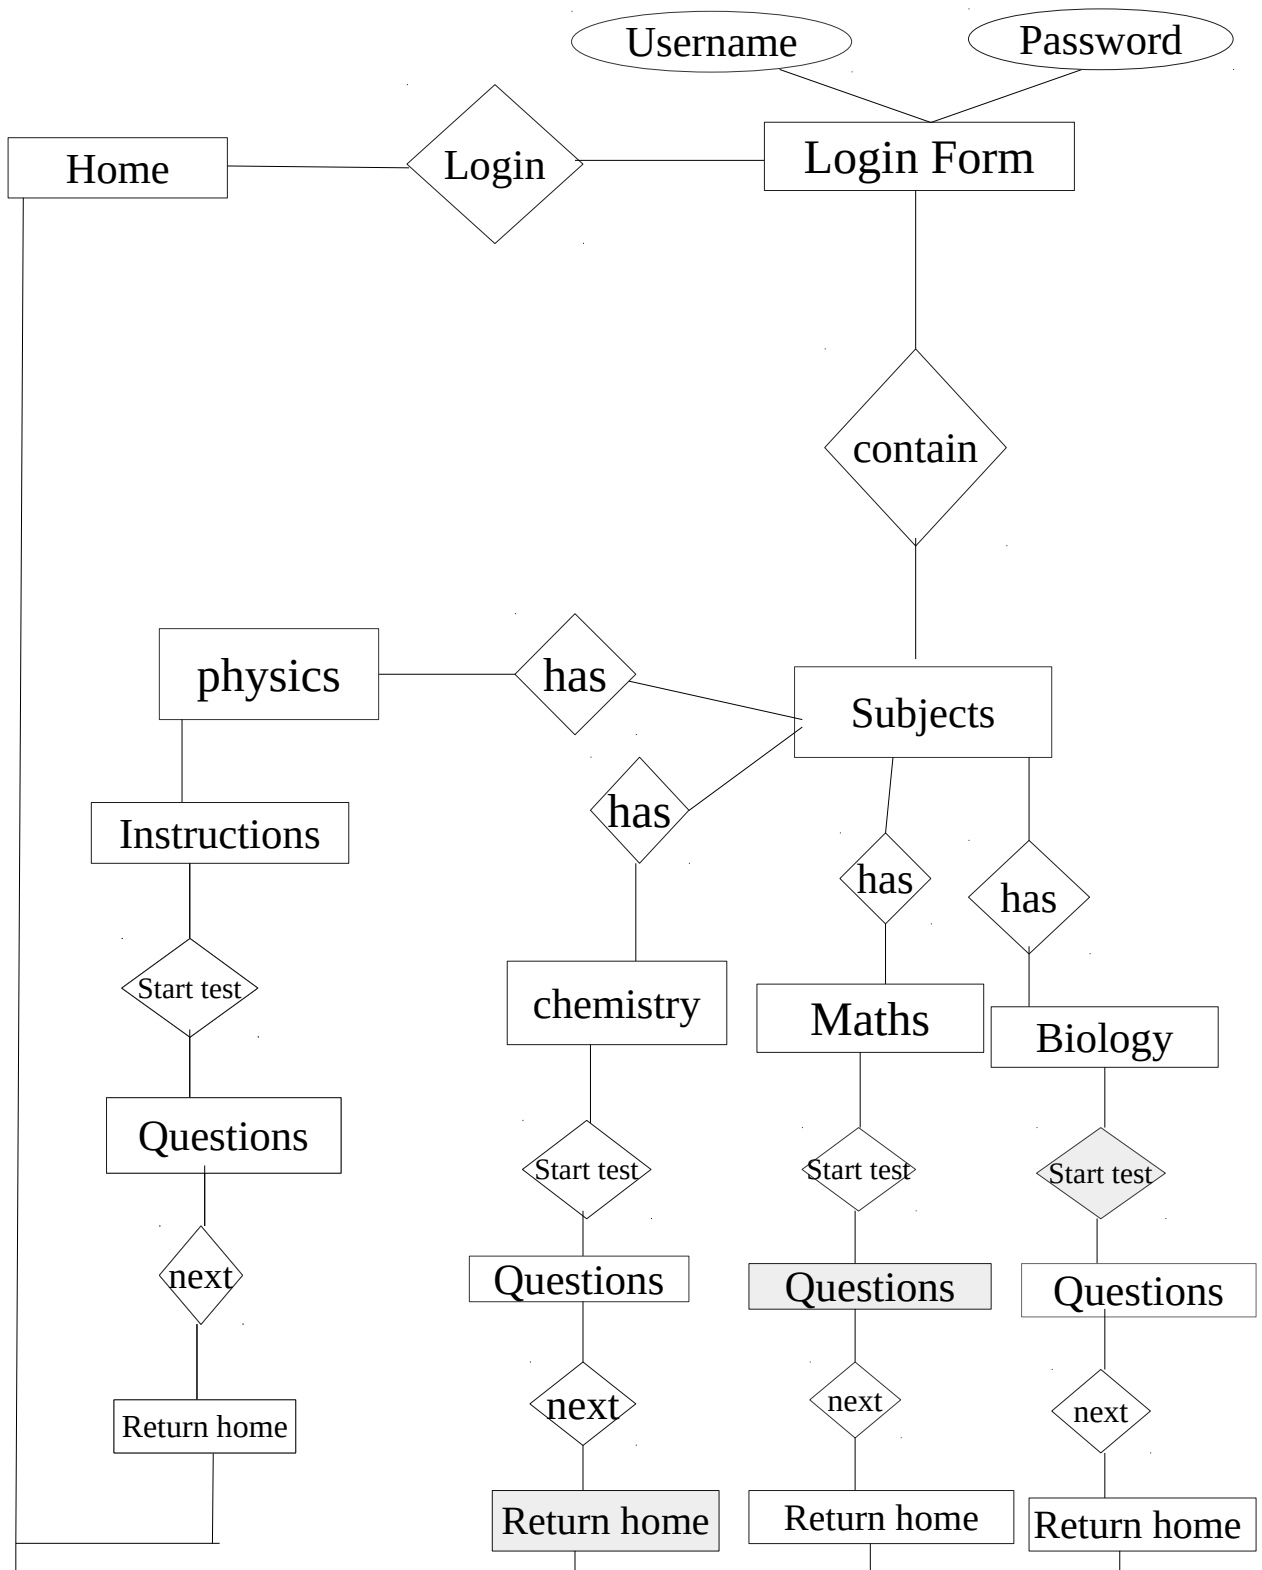 Username
Password
Home
Login
Login Form
contain
physics
has
Subjects
has
Instructions
has
has
Start test
chemistry
Maths
Biology
Questions
Start test
Start test
Start test
next
Questions
Questions
Questions
Return home
next
next
next
Return home
Return home
Return home